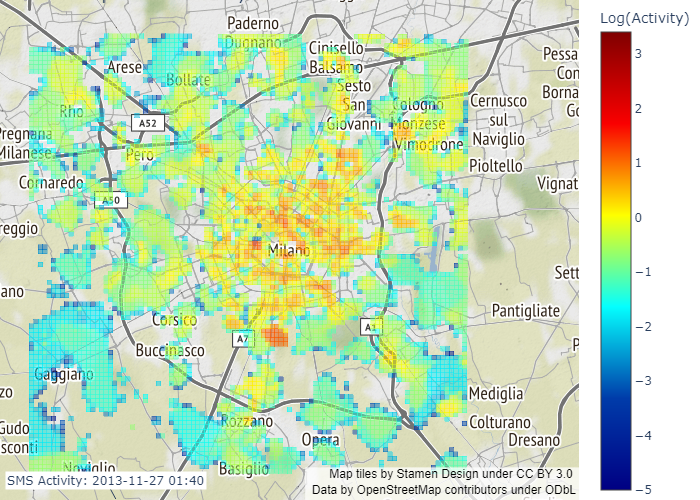 Log(Activity)
3
2
1
0
−1
−2
−3
−4
−5
Paderno
Dugnano
Cinisello
Balsamo
Arese
Bollate
Sesto
San
Giovanni
Rho
A52
Cologno
Monzese
Cernusco
sul
Naviglio
Pessa
Borna
Pero
Vimodrone
Pioltello
Pregnana
Milanese
Cornaredo
A50
Vignat
reggio
Milano
Sett
ano
Pantigliate
Corsico
A7
A1
Buccinasco
Gaggiano
Mediglia
Colturano
Dresano
Rozzano
Opera
Gudo
sconti
Noviglio
Basiglio
SMS Activity: 2013-11-27 01:40
Map tiles by Stamen Design under CC BY 3.0
Data by OpenStreetMap contributors under ODbL